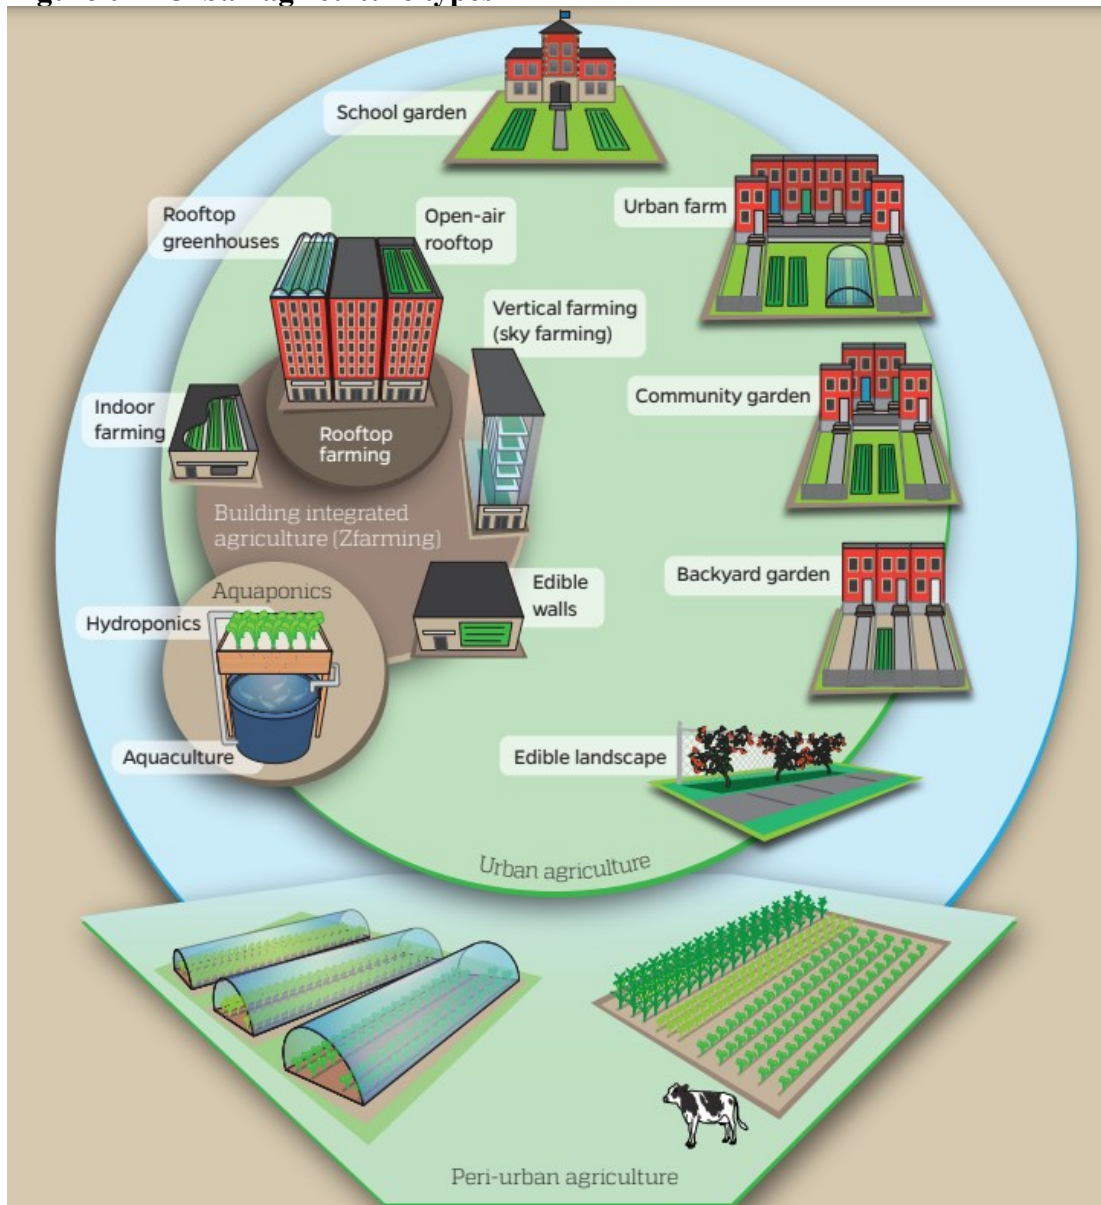 School garden
Urban farm
Rooftop
greenhouses
Open-air
rooftop
Vertical farming
(sky farming)
Community garden
Indoor
farming
Rooftop
farming
Building integrated
agriculture (Zfarming)
Aquaponics
Edible
walls
Backyard garden
Hydroponics
Aquaculture
Edible landscape
Urban agriculture
Peri-urban agriculture